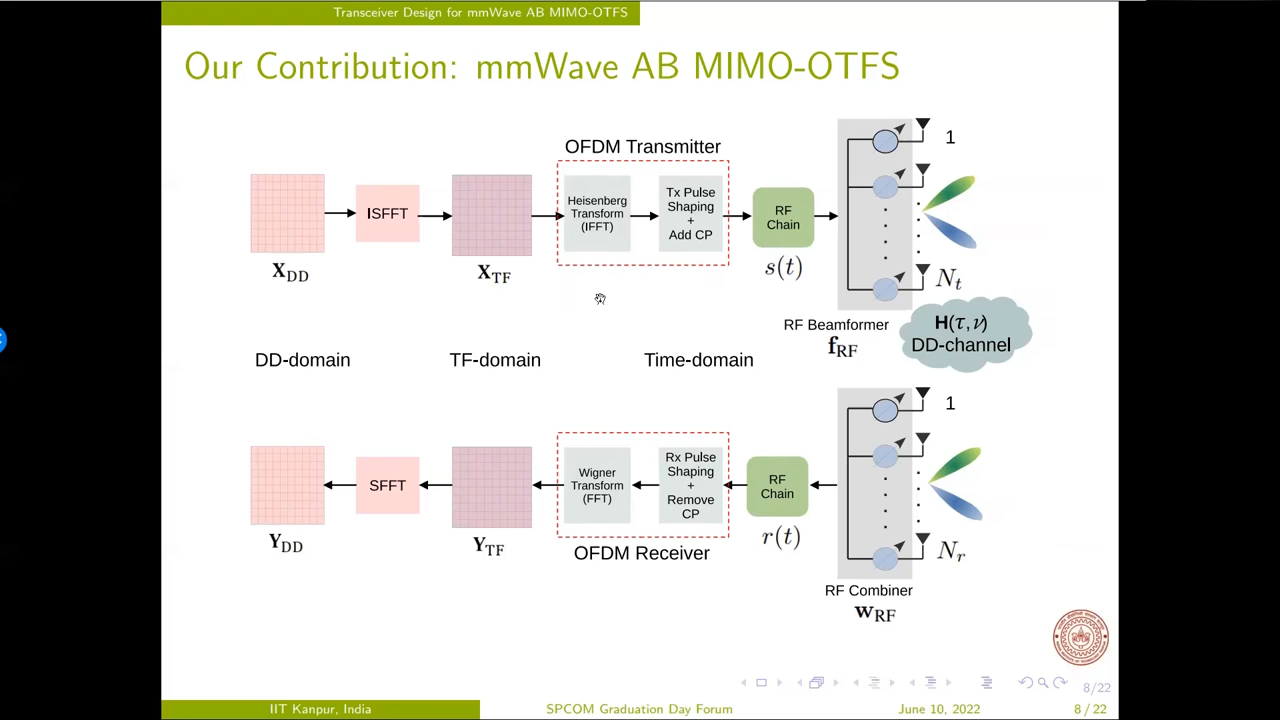 Transceiver Design for mmWave AB MIMO-OTFS
Our Contribution: mmWave AB MIMO-OTFS
OFDM Transmitter
1
ISFFT
Heisenberg
Transform
(IFFT)
Tx Pulse
Shaping
+
Add CP
RF
Chain
X_DD
X_TF
s(t)
N_t
RF Beamformer
f_RF
H(τ,ν)
DD-channel
DD-domain
TF-domain
Time-domain
1
SFFT
Wigner
Transform
(FFT)
Rx Pulse
Shaping
+
Remove
CP
RF
Chain
Y_DD
Y_TF
OFDM Receiver
r(t)
N_r
RF Combiner
w_RF
8/22
IIT Kanpur, India
SPCOM Graduation Day Forum
June 10, 2022
8 / 22